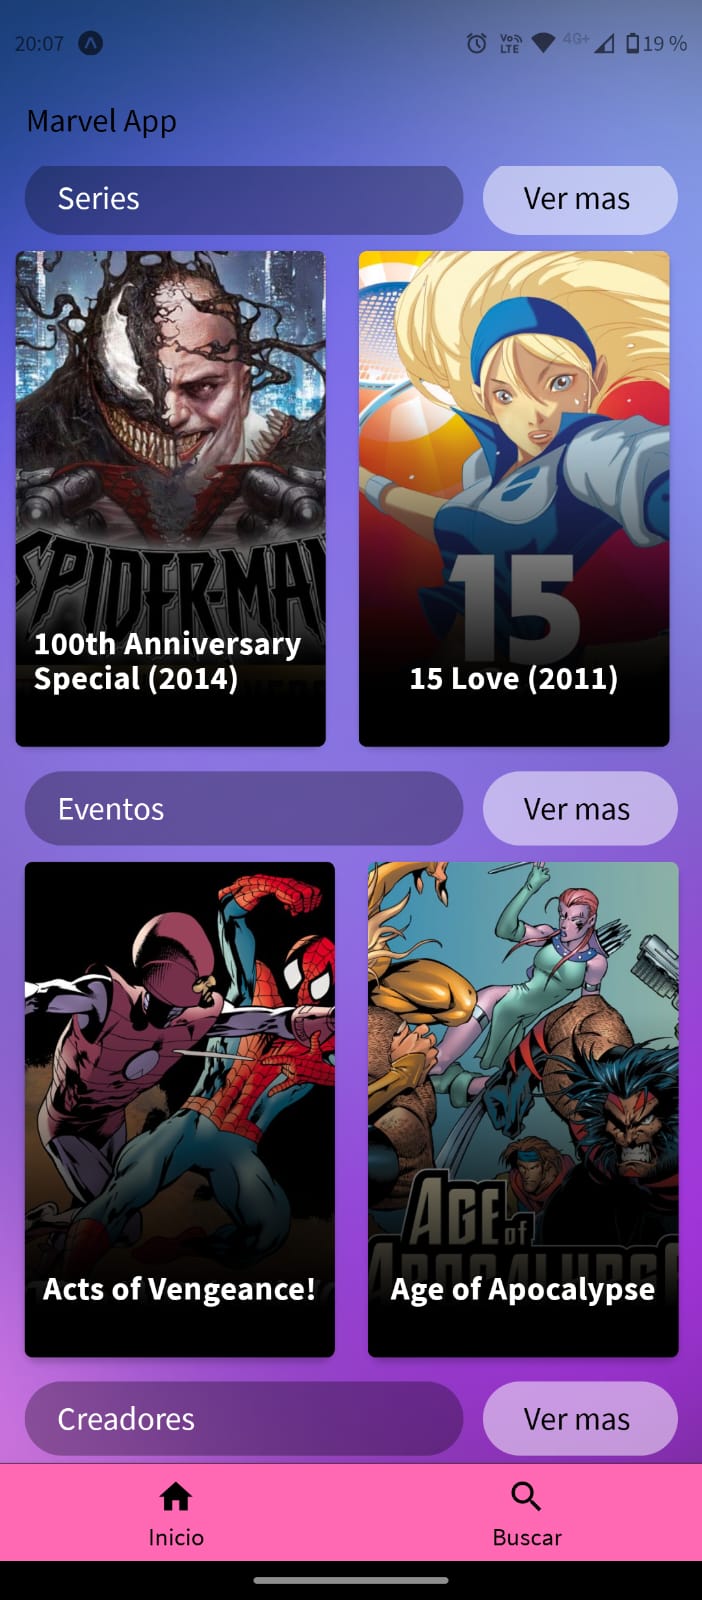 20:07
Vo LTE 4G+ 19 %
Marvel App
Series
Ver mas
SPIDER-MAN
100th Anniversary
Special (2014)
15
15 Love (2011)
Eventos
Ver mas
Acts of Vengeance!
AGE of
APOCALYPSE
Age of Apocalypse
Creadores
Ver mas
Inicio
Buscar